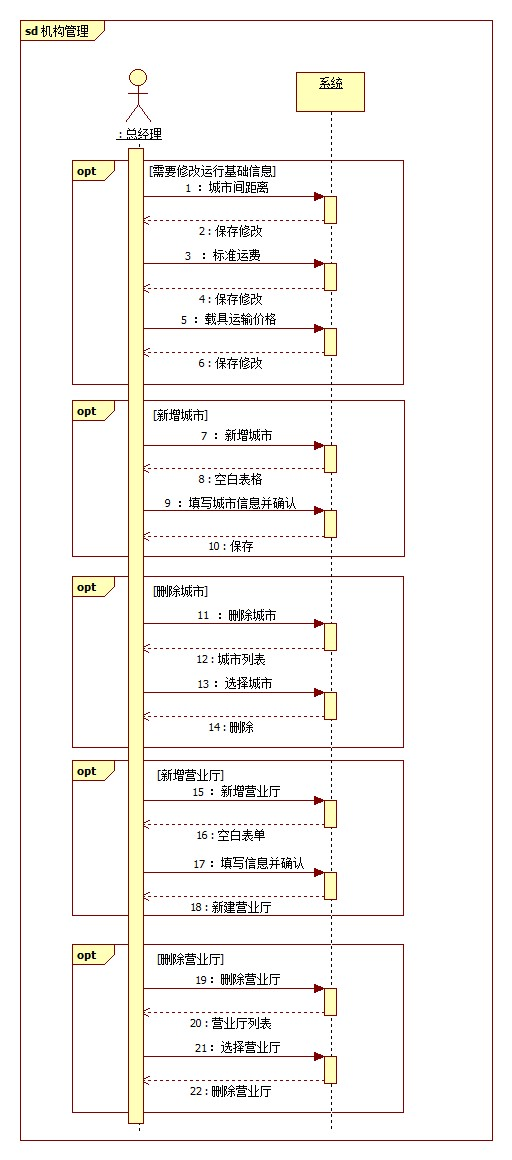 sd 机构管理
系统
: 总经理
opt
[需要修改运行基础信息]
1 : 城市间距离
2 : 保存修改
3 : 标准运费
4 : 保存修改
5 : 载具运输价格
6 : 保存修改
opt
[新增城市]
7 : 新增城市
8 : 空白表格
9 : 填写城市信息并确认
10 : 保存
opt
[删除城市]
11 : 删除城市
12 : 城市列表
13 : 选择城市
14 : 删除
opt
[新增营业厅]
15 : 新增营业厅
16 : 空白表单
17 : 填写信息并确认
18 : 新建营业厅
opt
[删除营业厅]
19 : 删除营业厅
20 : 营业厅列表
21 : 选择营业厅
22 : 删除营业厅